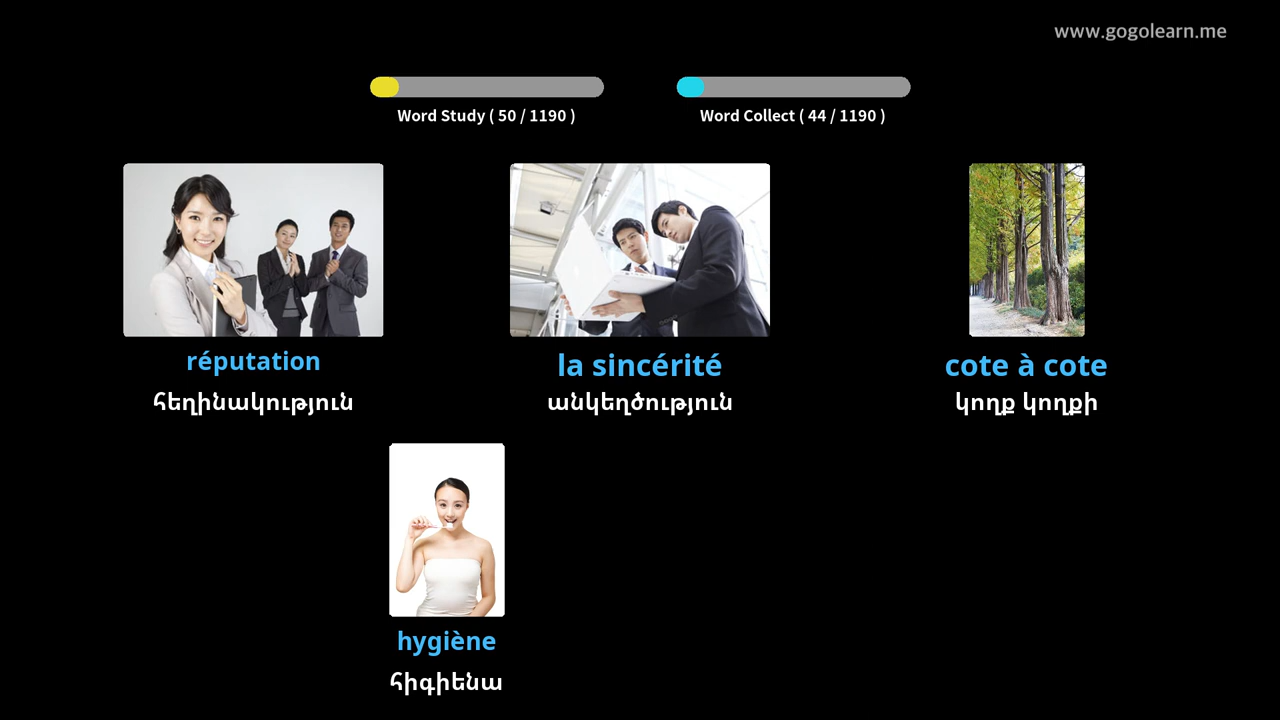 www.gogolearn.me
Word Study ( 50 / 1190 )
Word Collect ( 44 / 1190 )
réputation
հեղինակություն
la sincérité
անկեղծություն
cote à cote
կողք կողքի
hygiène
հիգիենա